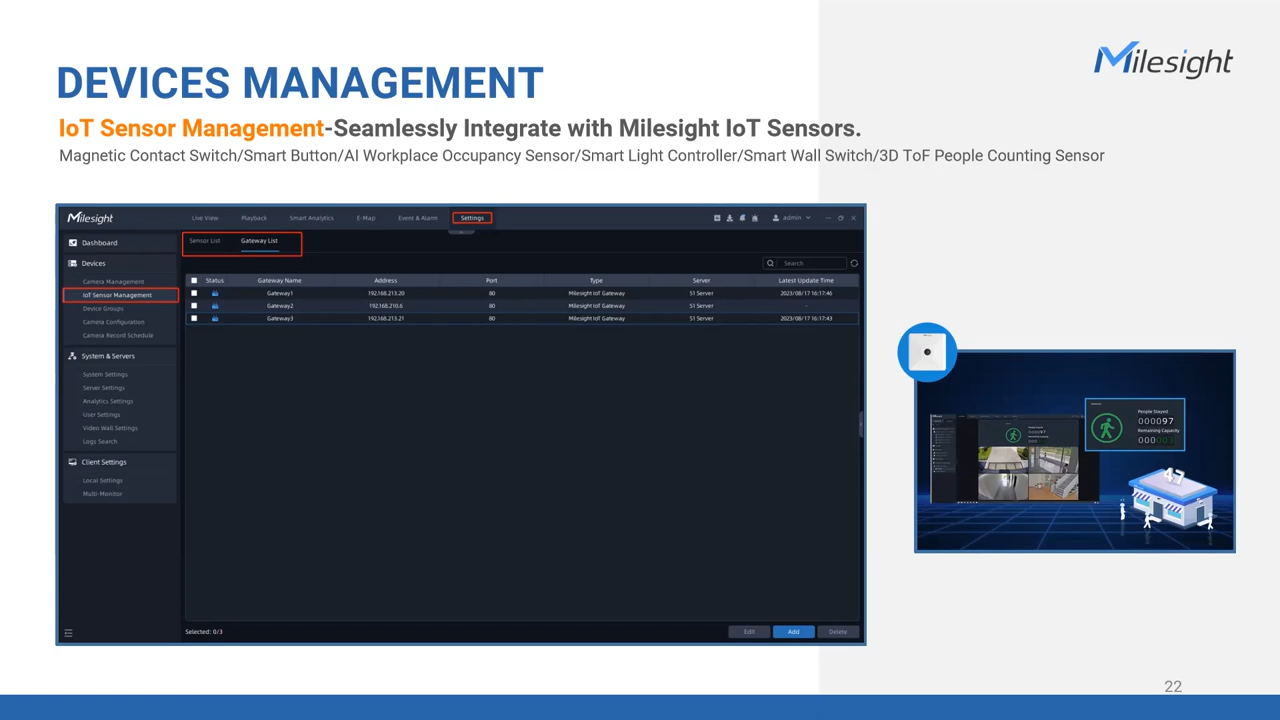 Milesight
DEVICES MANAGEMENT
IoT Sensor Management-Seamlessly Integrate with Milesight IoT Sensors.
Magnetic Contact Switch/Smart Button/AI Workplace Occupancy Sensor/Smart Light Controller/Smart Wall Switch/3D ToF People Counting Sensor
Milesight
Live View Playback Smart Analytics E-Map Event & Alarm Settings admin
Dashboard
Devices
Camera Management
IoT Sensor Management
Device Groups
Camera Configuration
Camera Record Schedule
System & Servers
System Settings
Server Settings
Analytics Settings
User Settings
Video Wall Settings
Logs Search
Client Settings
Local Settings
Multi-Monitor
Sensor List Gateway List
Search
Status Gateway Name Address Port Type Server Latest Update Time
Gateway1 192.168.213.20 80 Milesight IoT Gateway S1 Server 2023/08/17 16:17:46
Gateway2 192.168.210.6 80 Milesight IoT Gateway S1 Server -
Gateway3 192.168.213.21 80 Milesight IoT Gateway S1 Server 2023/08/17 16:17:43
Selected: 0/3 Edit Add Delete
People Stayed
000097
Remaining Capacity
000003
47
22